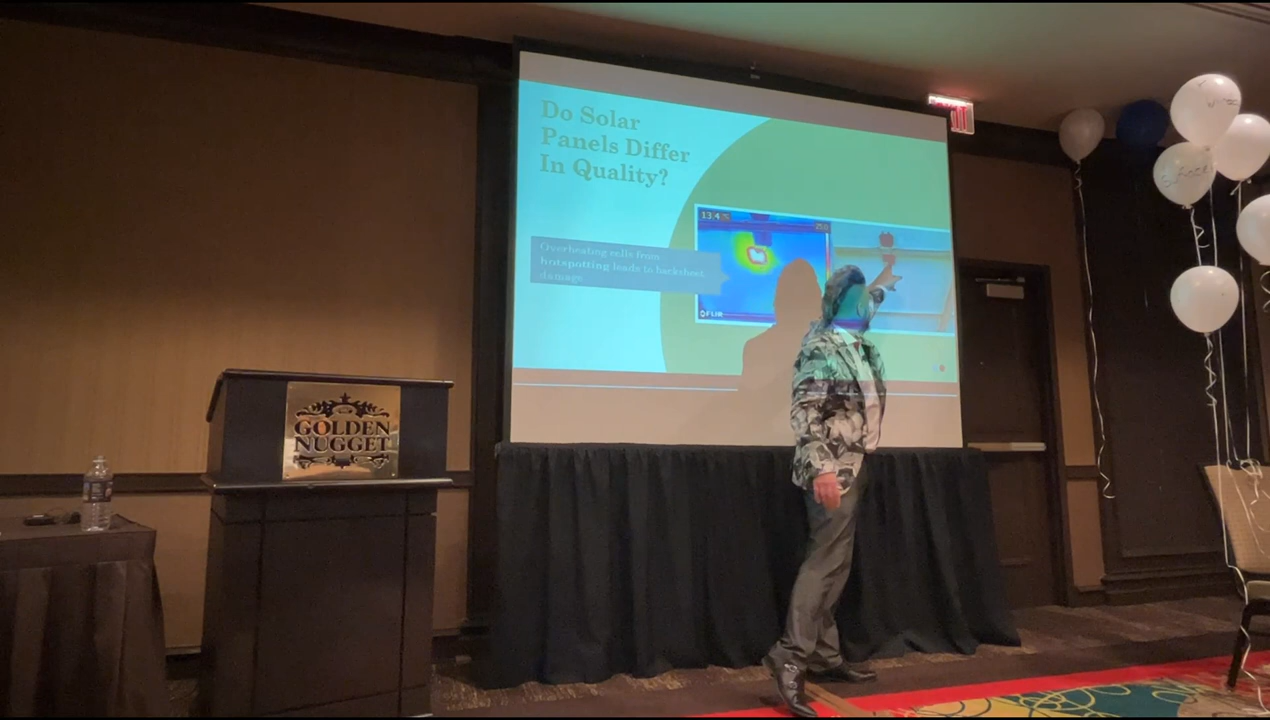 Do Solar
Panels Differ
In Quality?
13.4
Overheating cells from
hotspotting leads to backsheet
damage
FLIR
GOLDEN
NUGGET